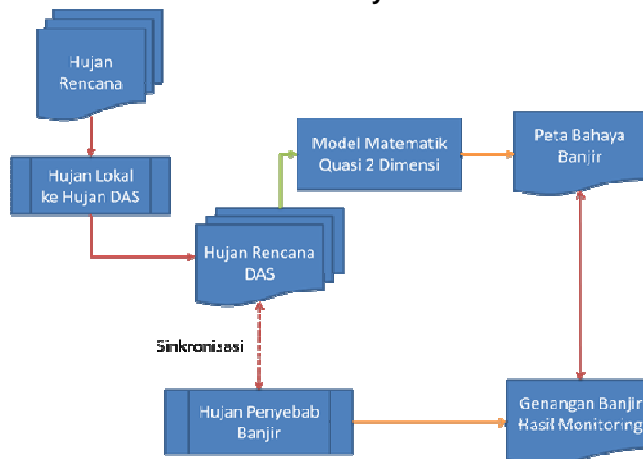 Hujan
Rencana
Hujan Lokal
ke Hujan DAS
Model Matematik
Quasi 2 Dimensi
Peta Bahaya
Banjir
Hujan Rencana
DAS
Sinkronisasi
Hujan Penyebab
Banjir
Genangan Banjir
Hasil Monitoring